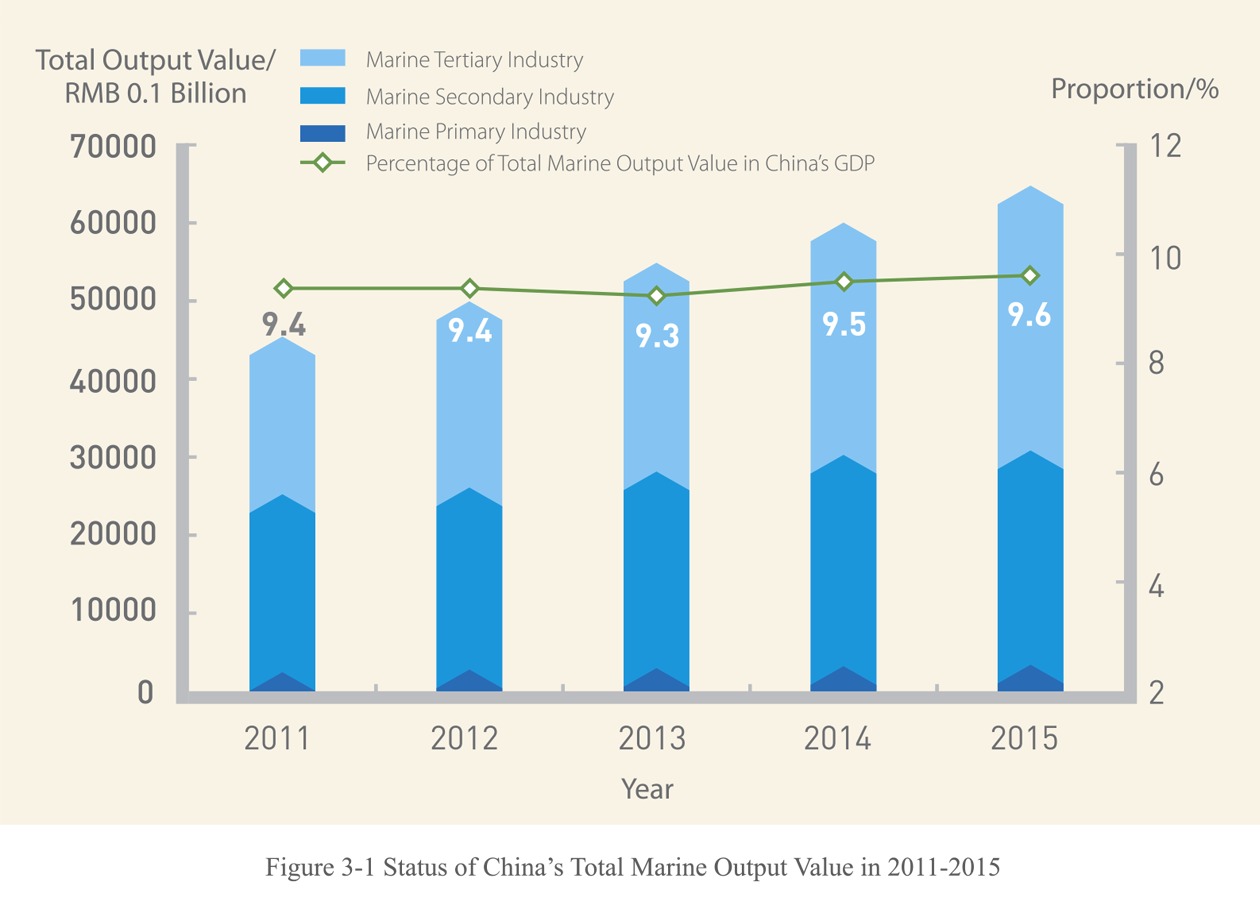 Total Output Value/
RMB 0.1 Billion
Marine Tertiary Industry
Marine Secondary Industry
Marine Primary Industry
Percentage of Total Marine Output Value in China’s GDP
Proportion/%
70000
60000
50000
40000
30000
20000
10000
0
12
10
8
6
4
2
9.4
9.4
9.3
9.5
9.6
2011
2012
2013
2014
2015
Year
Figure 3-1 Status of China’s Total Marine Output Value in 2011-2015